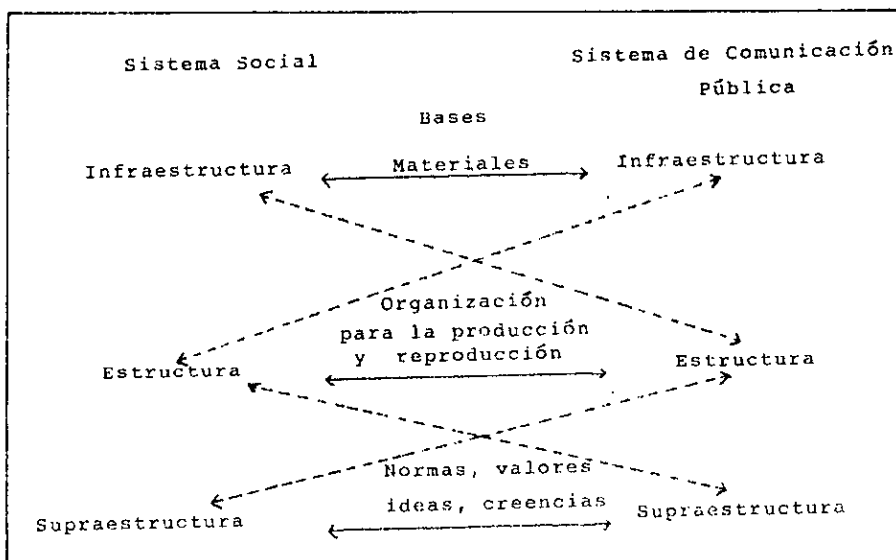 Sistema Social
Sistema de Comunicación
Pública
Bases
Infraestructura
Materiales
Infraestructura
Organización
para la producción
y reproducción
Estructura
Estructura
Normas, valores
ideas, creencias
Supraestructura
Supraestructura